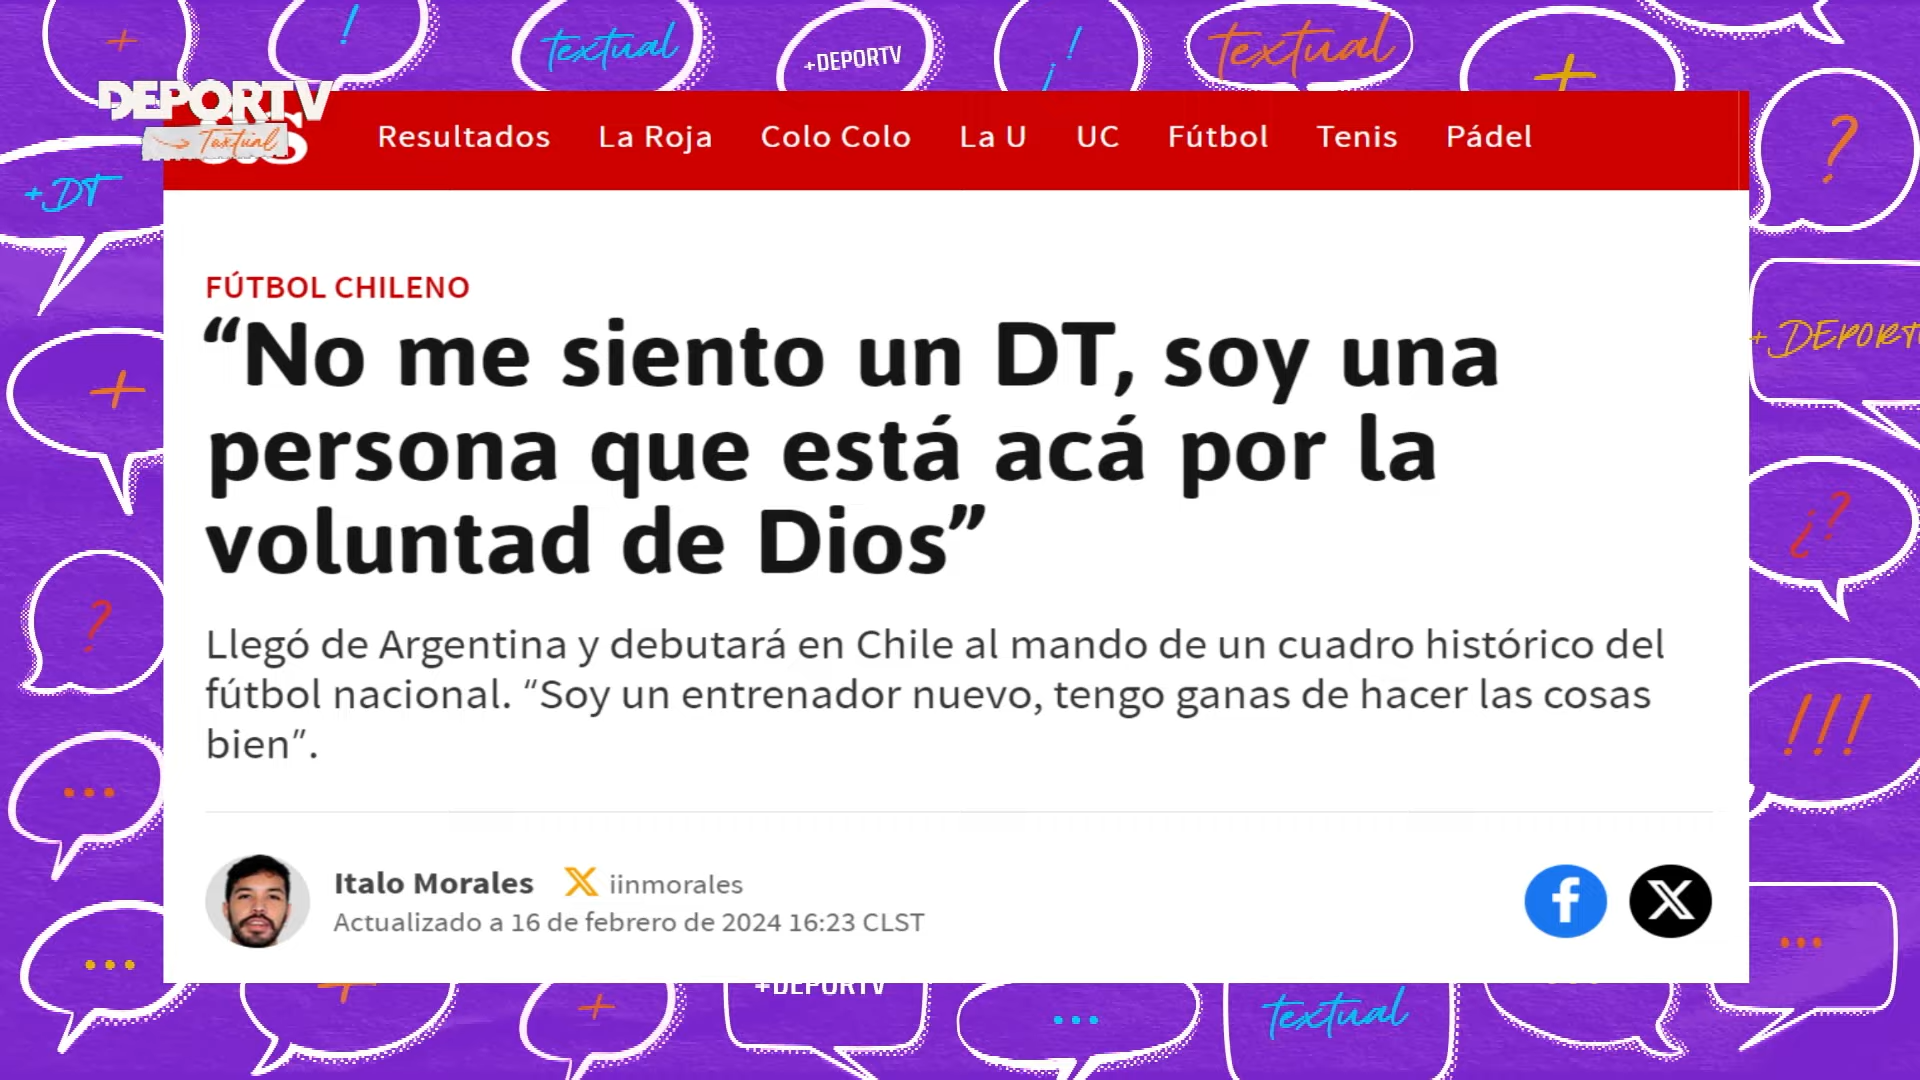 ! textual +DEPORTV ! textual
DEPORTV
Textual
Resultados La Roja Colo Colo La U UC Fútbol Tenis Pádel
+DT
?
FÚTBOL CHILENO
“No me siento un DT, soy una
persona que está acá por la
voluntad de Dios”
+DEPORT
¿?
Llegó de Argentina y debutará en Chile al mando de un cuadro histórico del
fútbol nacional. “Soy un entrenador nuevo, tengo ganas de hacer las cosas
bien”.
?
!!!
...
Italo Morales X iinmorales
Actualizado a 16 de febrero de 2024 16:23 CLST
f X
...
...
+DEPORTV
... textual